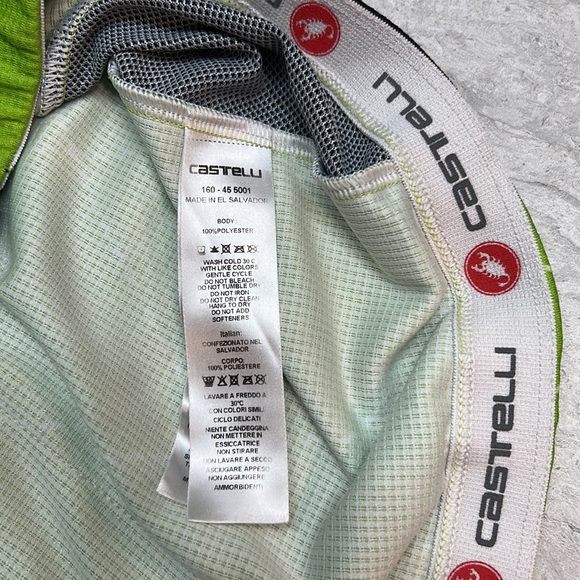 CASTELLI
160 - 45 5001
MADE IN EL SALVADOR
BODY:
100%POLYESTER
WASH COLD 30 C
WITH LIKE COLORS
GENTLE CYCLE
DO NOT BLEACH
DO NOT TUMBLE DRY
DO NOT IRON
DO NOT DRY CLEAN
HANG TO DRY
DO NOT ADD
SOFTENERS
Italian:
CONFEZIONATO NEL
SALVADOR
CORPO:
100% POLIESTERE
LAVARE A FREDDO A
30°C
CON COLORI SIMILI
CICLO DELICATI
NIENTE CANDEGGINA
NON METTERE IN
ESSICCATRICE
NON STIRARE
NON LAVARE A SECCO
ASCIUGARE APPESO
NON AGGIUNGERE
AMMORBIDENTI
CASTELLI
CASTELLI
CASTELLI